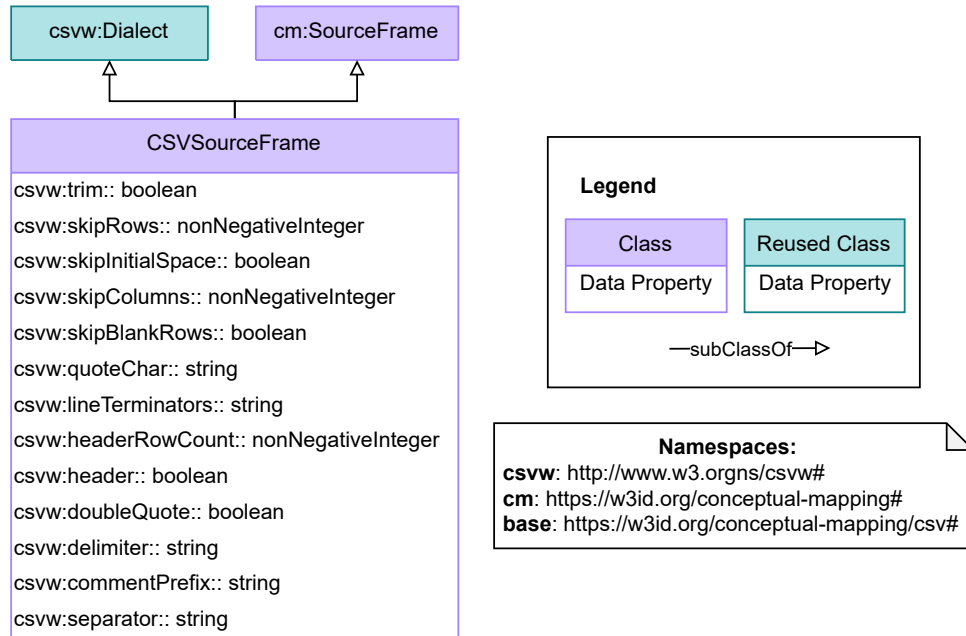 csvw:Dialect
cm:SourceFrame
CSVSourceFrame
csvw:trim:: boolean
csvw:skipRows:: nonNegativeInteger
csvw:skipInitialSpace:: boolean
csvw:skipColumns:: nonNegativeInteger
csvw:skipBlankRows:: boolean
csvw:quoteChar:: string
csvw:lineTerminators:: string
csvw:headerRowCount:: nonNegativeInteger
csvw:header:: boolean
csvw:doubleQuote:: boolean
csvw:delimiter:: string
csvw:commentPrefix:: string
csvw:separator:: string
Legend
Class
Data Property
Reused Class
Data Property
subClassOf
Namespaces:
csvw: http://www.w3.orgns/csvw#
cm: https://w3id.org/conceptual-mapping#
base: https://w3id.org/conceptual-mapping/csv#